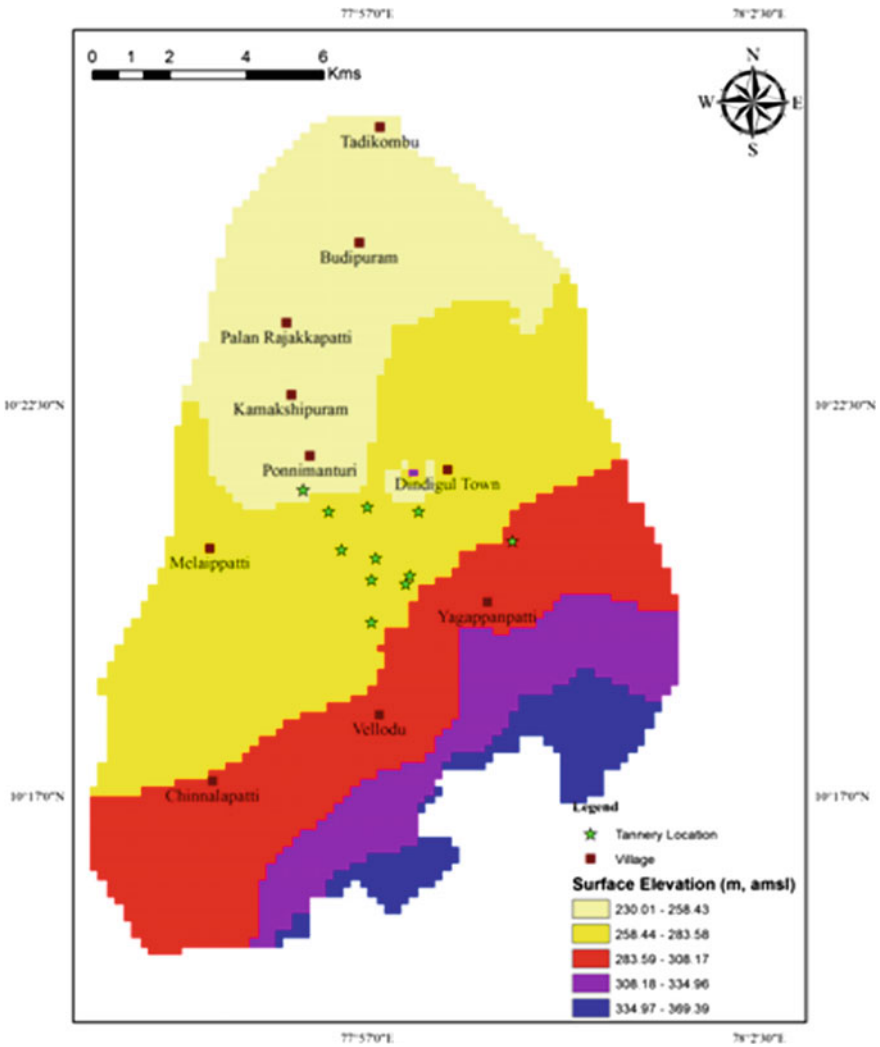 77°57'0"E 78°2'30"E
0 1 2 4 6
Kms
N
W E
S
Tadikombu
Budipuram
Palan Rajakkapatti
10°22'30"N 10°22'30"N
Kamakshipuram
Ponnimanturi
Dindigul Town
Melaippatti
Yagappanpatti
Vellodu
Chinnalapatti
10°17'0"N 10°17'0"N
Legend
Tannery Location
Village
Surface Elevation (m, amsl)
230.01 - 258.43
258.44 - 283.58
283.59 - 308.17
308.18 - 334.96
334.97 - 369.39
77°57'0"E 78°2'30"E